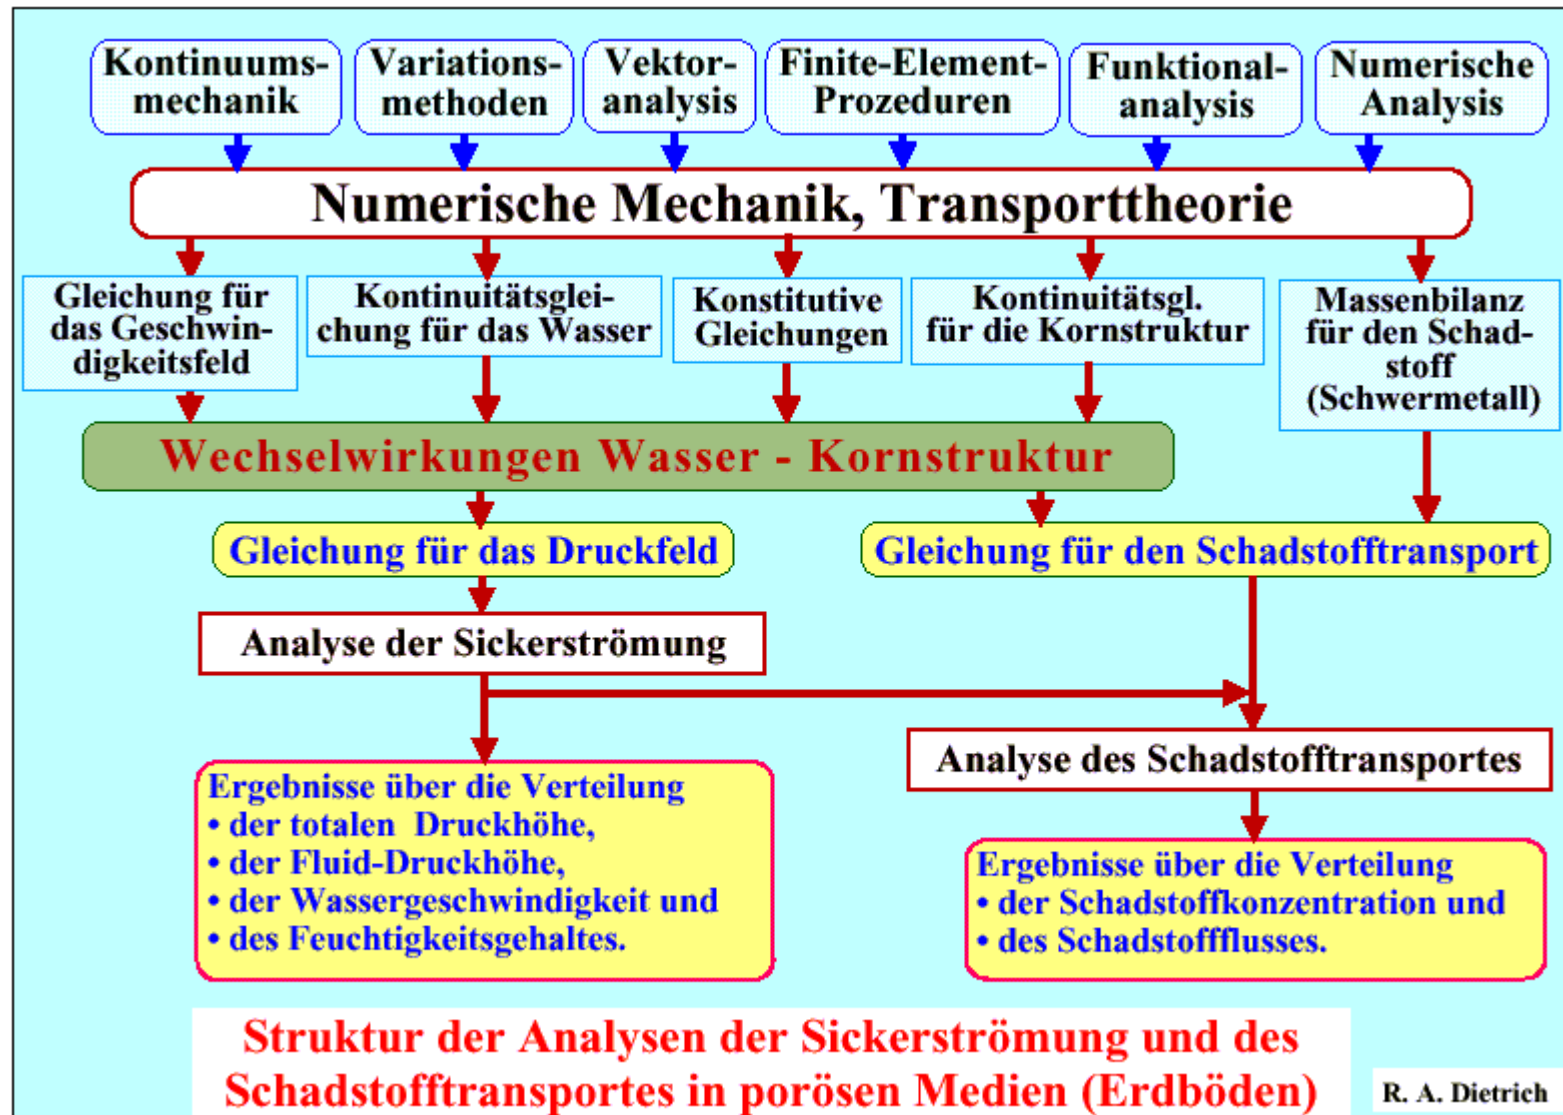 Kontinuums-
mechanik
Variations-
methoden
Vektor-
analysis
Finite-Element-
Prozeduren
Funktional-
analysis
Numerische
Analysis
Numerische Mechanik, Transporttheorie
Gleichung für
das Geschwin-
digkeitsfeld
Kontinuitätsglei-
chung für das Wasser
Konstitutive
Gleichungen
Kontinuitätsgl.
für die Kornstruktur
Massenbilanz
für den Schad-
stoff
(Schwermetall)
Wechselwirkungen Wasser - Kornstruktur
Gleichung für das Druckfeld
Gleichung für den Schadstofftransport
Analyse der Sickerströmung
Analyse des Schadstofftransportes
Ergebnisse über die Verteilung
• der totalen Druckhöhe,
• der Fluid-Druckhöhe,
• der Wassergeschwindigkeit und
• des Feuchtigkeitsgehaltes.
Ergebnisse über die Verteilung
• der Schadstoffkonzentration und
• des Schadstoffflusses.
Struktur der Analysen der Sickerströmung und des
Schadstofftransportes in porösen Medien (Erdböden)
R. A. Dietrich